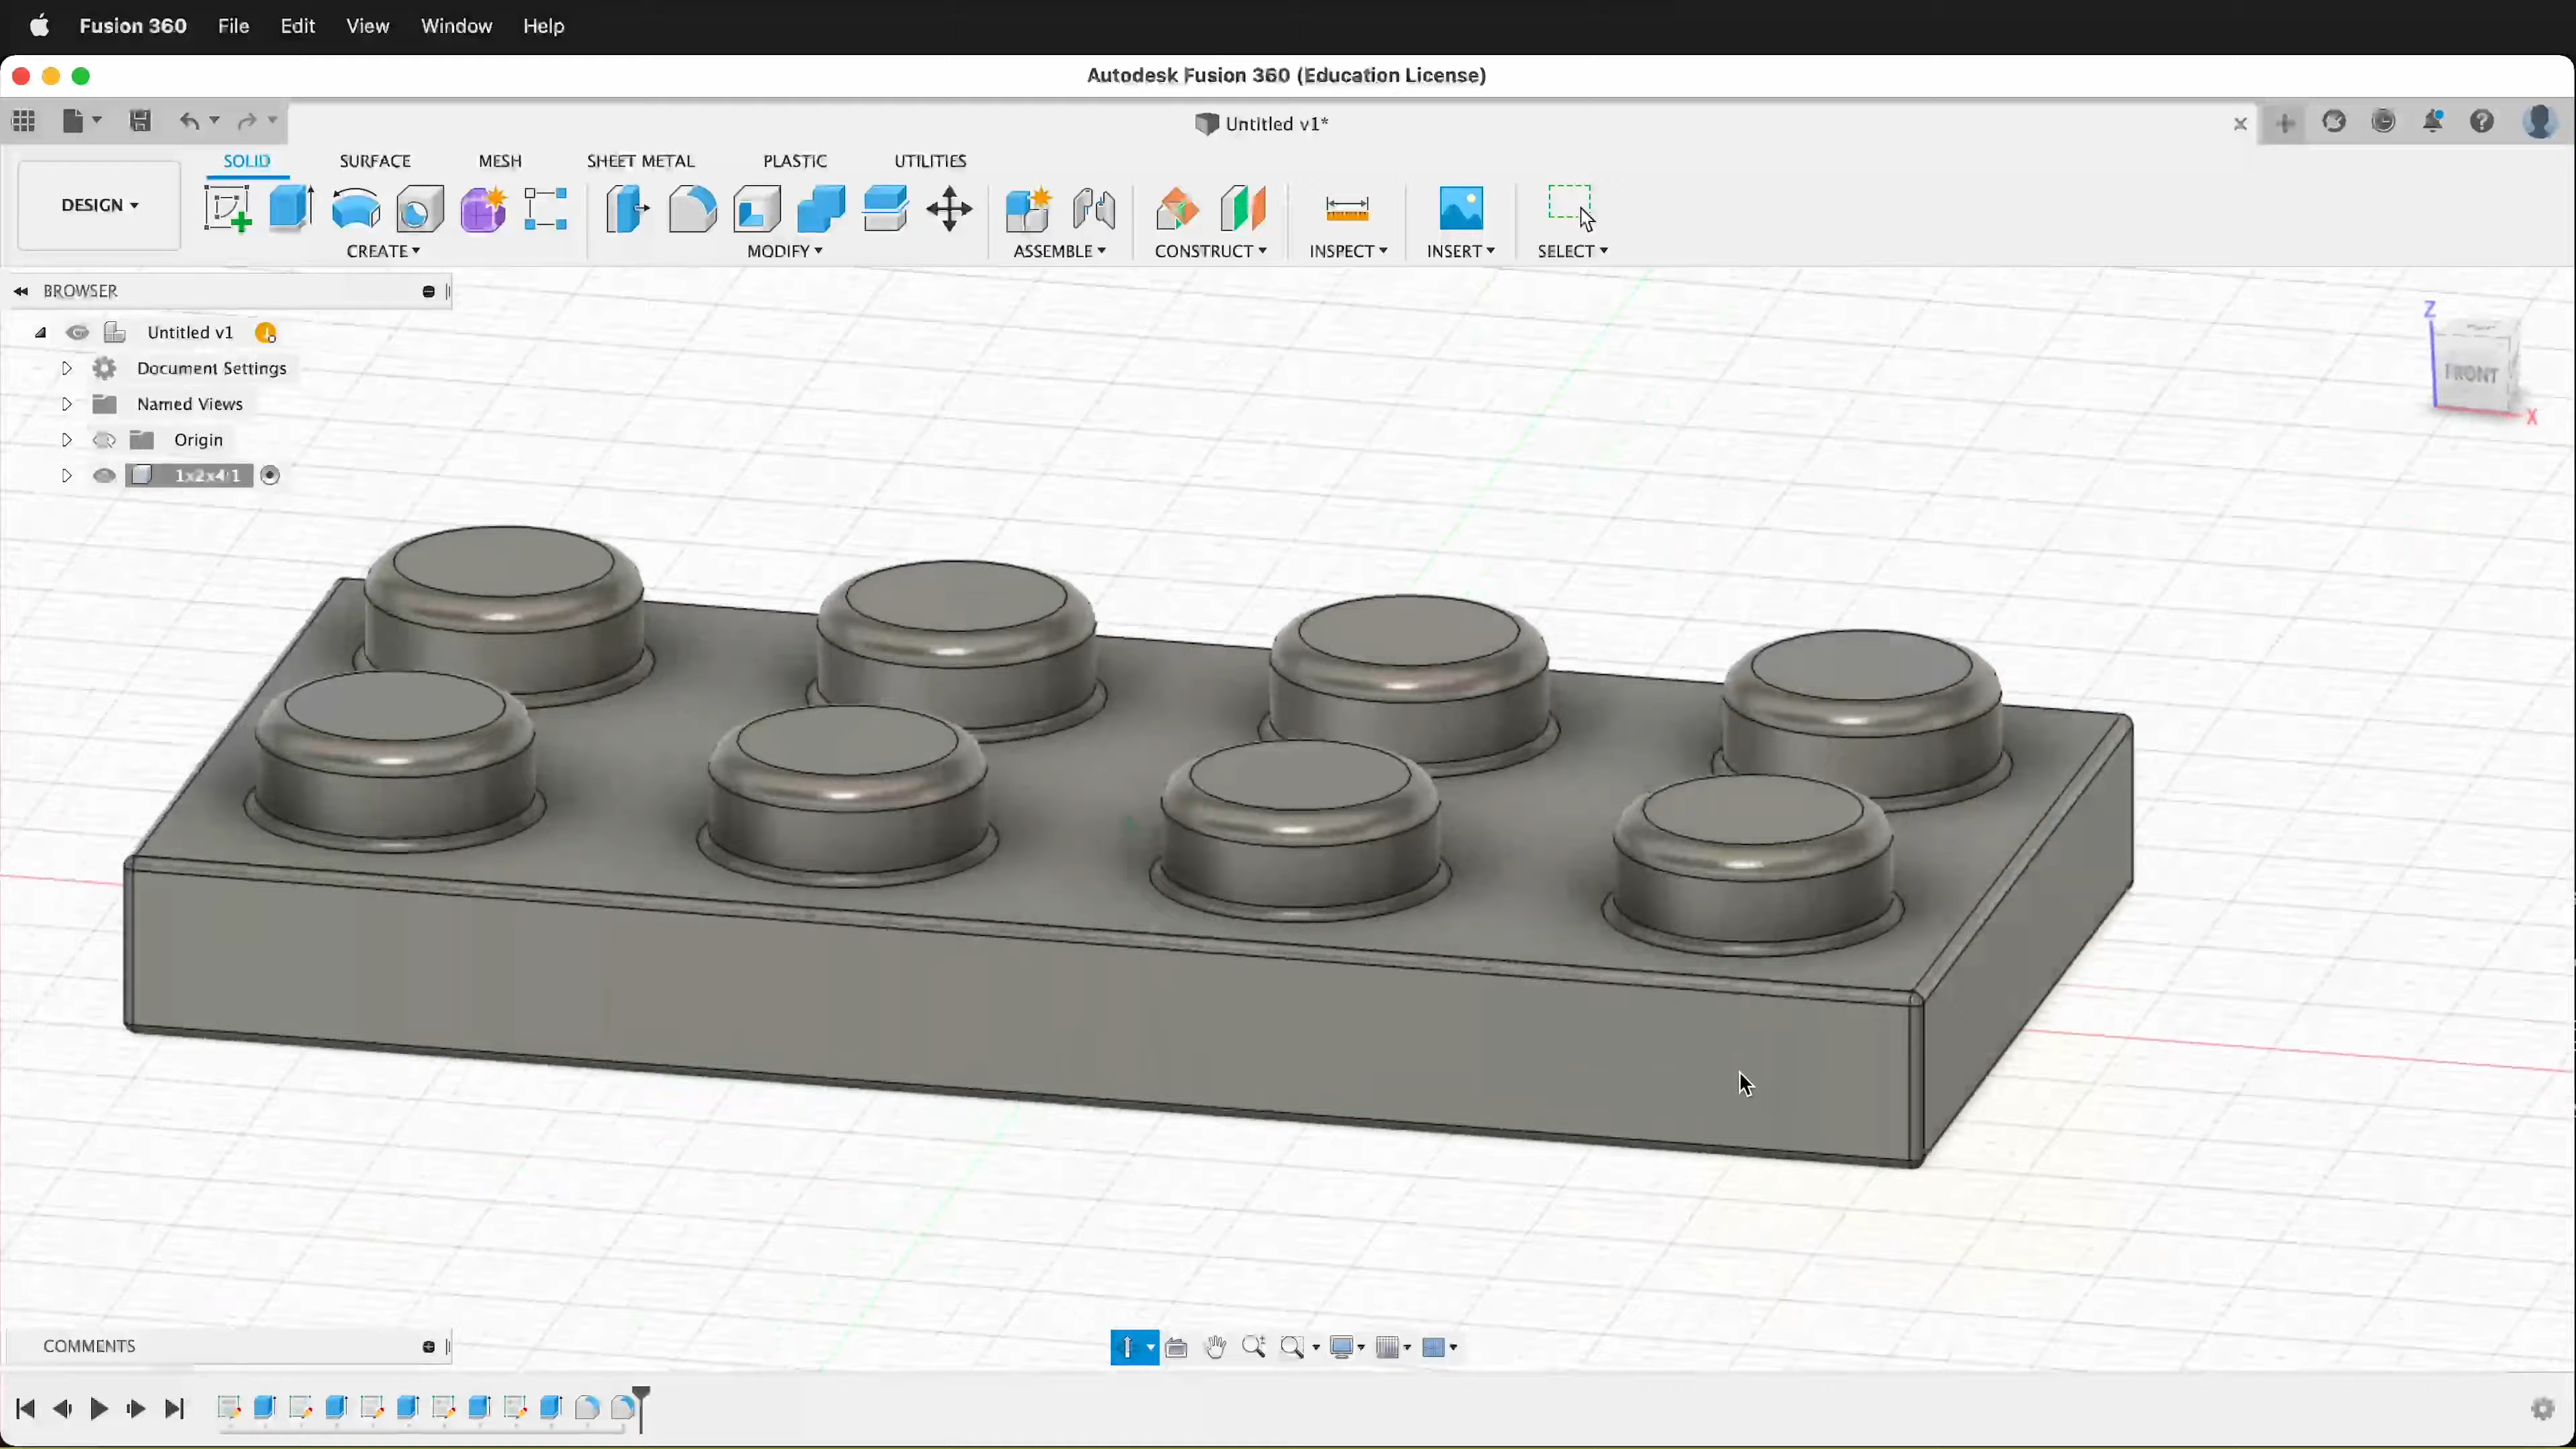 Fusion 360 File Edit View Window Help
Autodesk Fusion 360 (Education License)
Untitled v1*
SOLID SURFACE MESH SHEET METAL PLASTIC UTILITIES
DESIGN
CREATE MODIFY ASSEMBLE CONSTRUCT INSPECT INSERT SELECT
BROWSER
Untitled v1
Document Settings
Named Views
Origin
1x2x4:1
Z
FRONT
X
COMMENTS